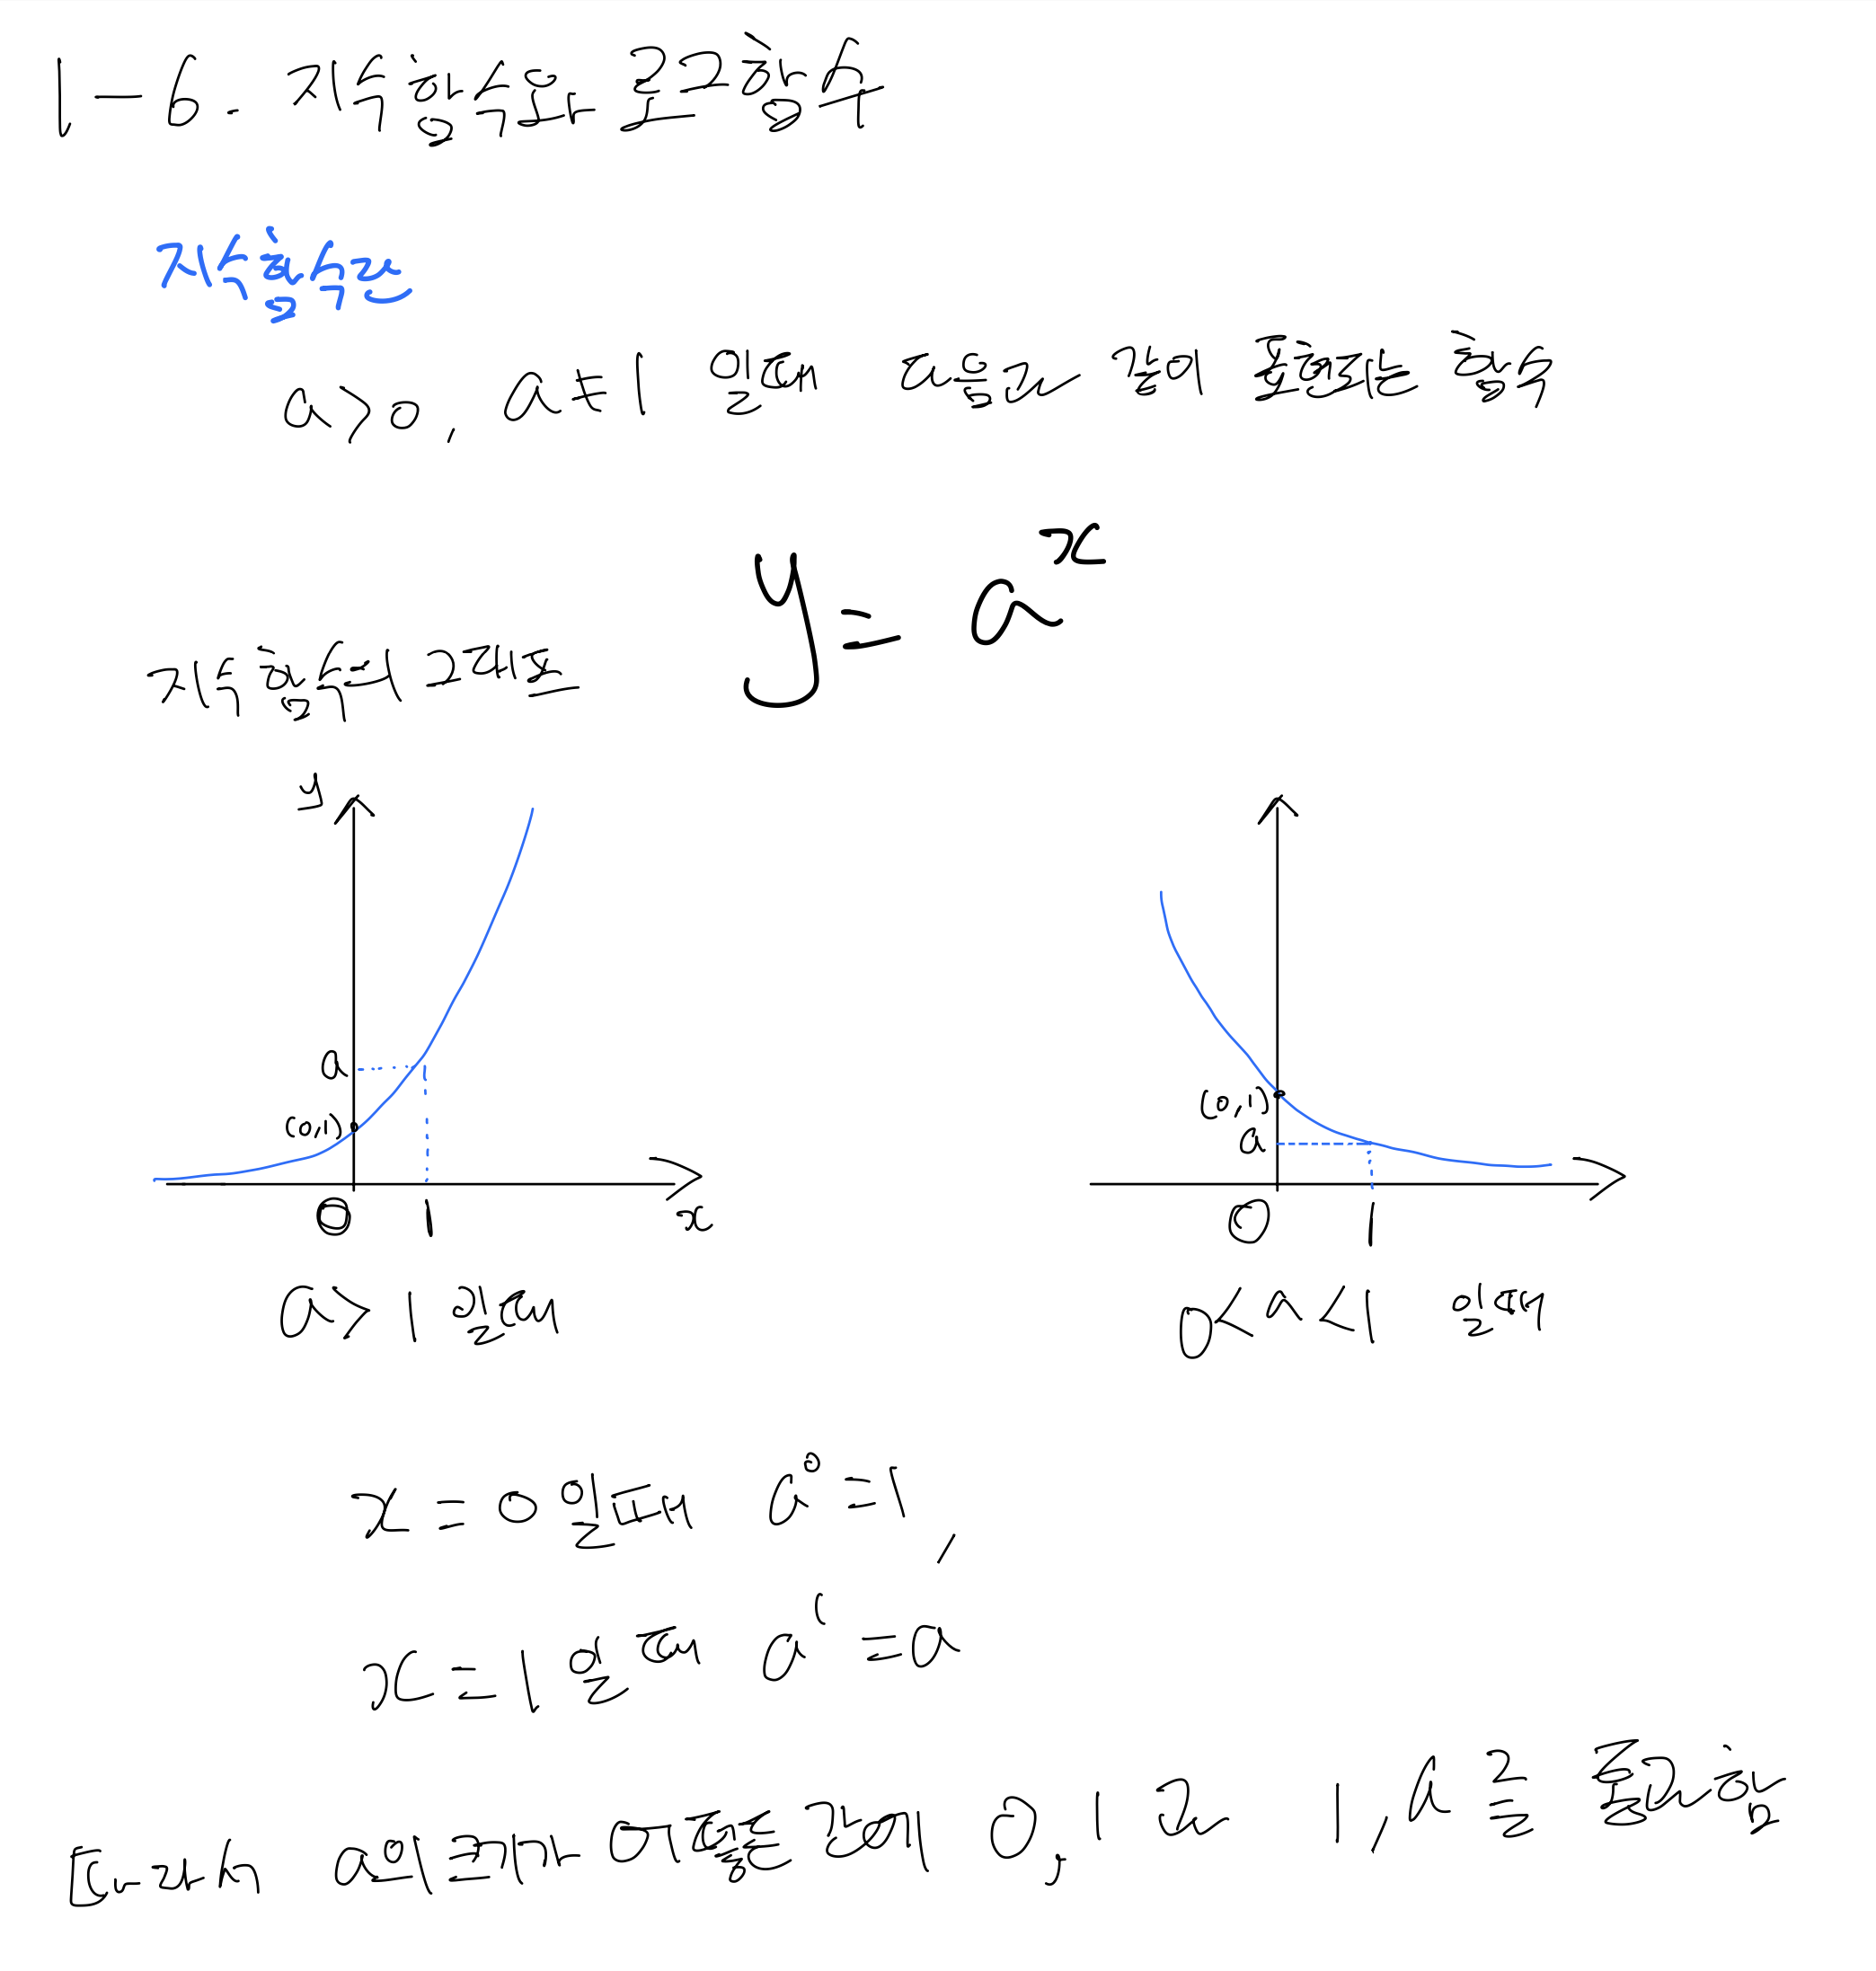 1-6. 지수함수와 로그함수
지수함수란
a>0, a≠1 일때 다음과 같이 표현되는 함수
y = a^x
지수함수의 그래프
y
a
(0,1)
0 1 x
a>1 일때
(0,1)
a
0 1
0<a<1 일때
x=0 일때 a^0=1,
x=1 일때 a^1=a
따라서 a의 크기가 어떻든 같이 0,1 과 1,a 를 통과함